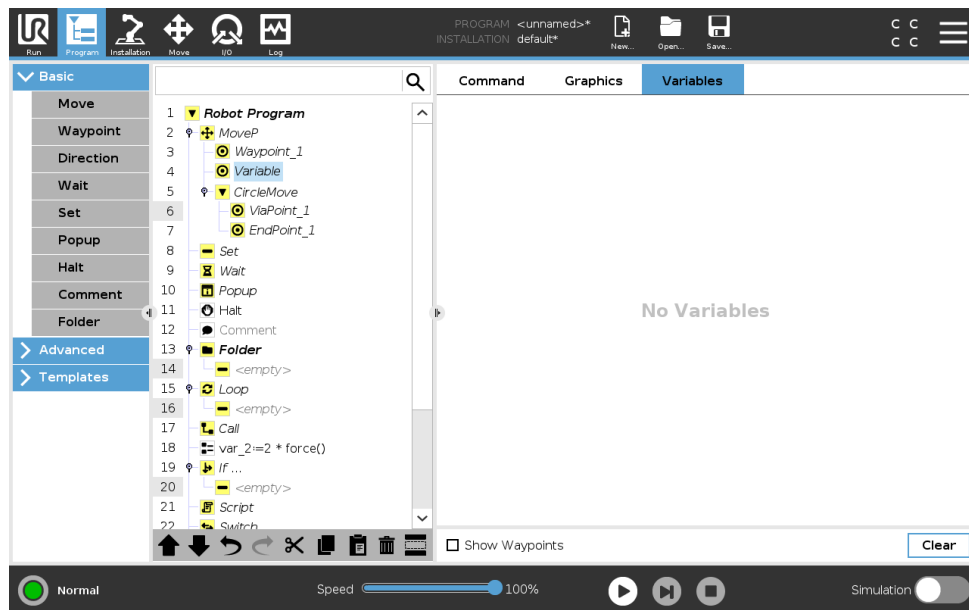 PROGRAM <unnamed>*
INSTALLATION default*
Run Program Installation Move I/O Log New... Open... Save...
C C
C C
Basic
Move
Waypoint
Direction
Wait
Set
Popup
Halt
Comment
Folder
Advanced
Templates
1 Robot Program
2 MoveP
3 Waypoint_1
4 Variable
5 CircleMove
6 ViaPoint_1
7 EndPoint_1
8 Set
9 Wait
10 Popup
11 Halt
12 Comment
13 Folder
14 <empty>
15 Loop
16 <empty>
17 Call
18 var_2:=2 * force()
19 If ...
20 <empty>
21 Script
22 Switch
Command Graphics Variables
No Variables
Show Waypoints Clear
Normal Speed 100% Simulation